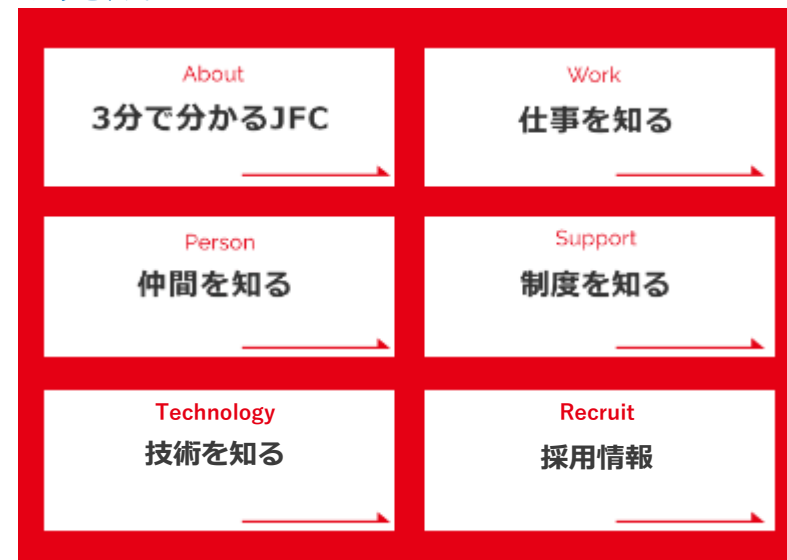 About
3分で分かるJFC
Work
仕事を知る
Person
仲間を知る
Support
制度を知る
Technology
技術を知る
Recruit
採用情報